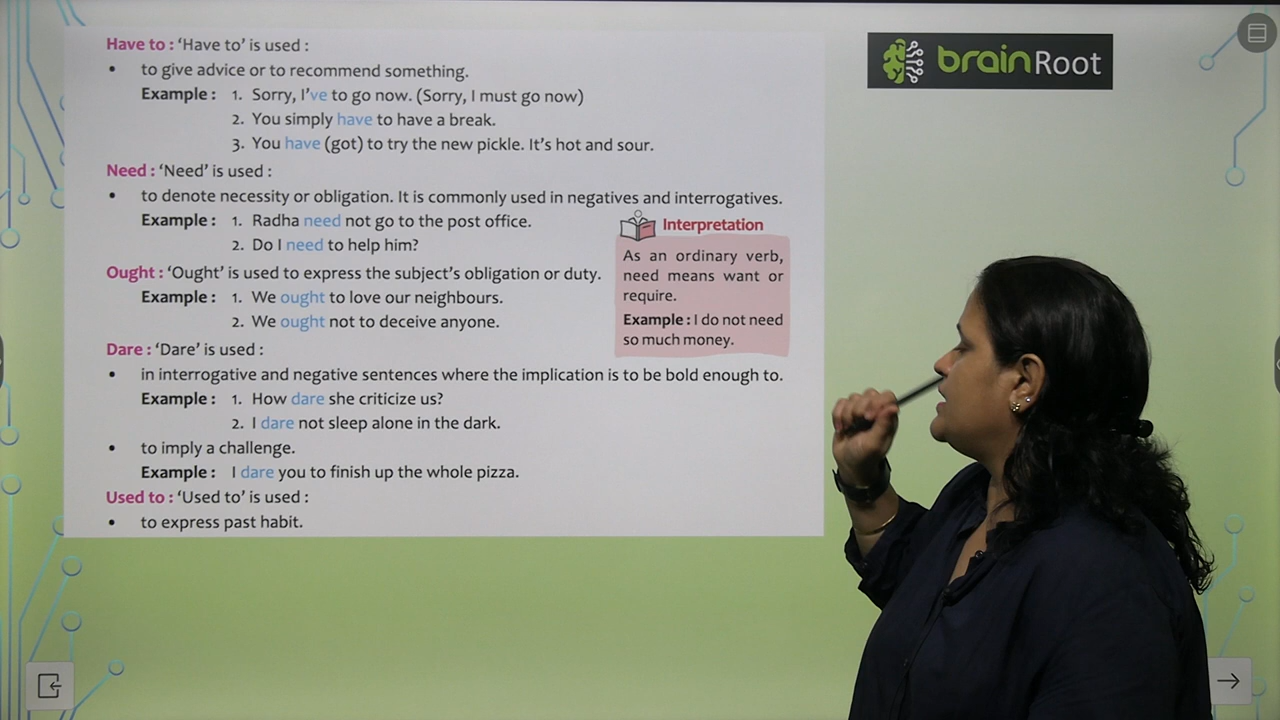 Have to : 'Have to' is used :
• to give advice or to recommend something.
Example : 1. Sorry, I've to go now. (Sorry, I must go now)
2. You simply have to have a break.
3. You have (got) to try the new pickle. It's hot and sour.
Need : 'Need' is used :
• to denote necessity or obligation. It is commonly used in negatives and interrogatives.
Example : 1. Radha need not go to the post office.
2. Do I need to help him?
Interpretation
As an ordinary verb,
need means want or
require.
Example : I do not need
so much money.
Ought : 'Ought' is used to express the subject's obligation or duty.
Example : 1. We ought to love our neighbours.
2. We ought not to deceive anyone.
Dare : 'Dare' is used :
• in interrogative and negative sentences where the implication is to be bold enough to.
Example : 1. How dare she criticize us?
2. I dare not sleep alone in the dark.
• to imply a challenge.
Example : I dare you to finish up the whole pizza.
Used to : 'Used to' is used :
• to express past habit.
brainRoot